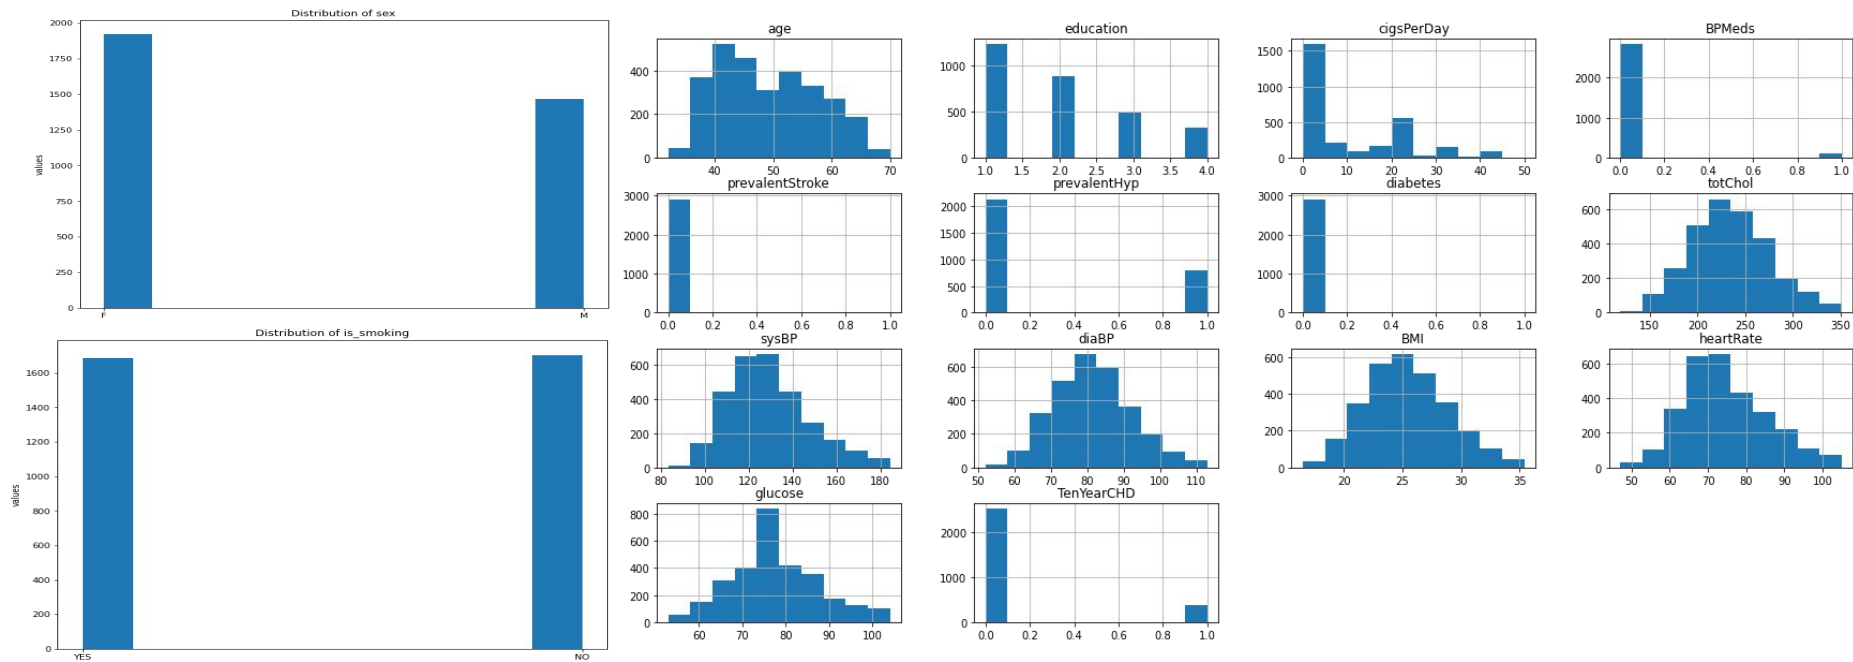 Distribution of sex
2000
1750
1500
1250
1000
750
500
250
0
values
F M
Distribution of is_smoking
1600
1400
1200
1000
800
600
400
200
0
values
YES NO
age
400
200
0
40 50 60 70
education
1000
500
0
1.0 1.5 2.0 2.5 3.0 3.5 4.0
cigsPerDay
1500
1000
500
0
0 10 20 30 40 50
BPMeds
2000
1000
0
0.0 0.2 0.4 0.6 0.8 1.0
prevalentStroke
3000
2000
1000
0
0.0 0.2 0.4 0.6 0.8 1.0
prevalentHyp
2000
1500
1000
500
0
0.0 0.2 0.4 0.6 0.8 1.0
diabetes
3000
2000
1000
0
0.0 0.2 0.4 0.6 0.8 1.0
totChol
600
400
200
0
150 200 250 300 350
sysBP
600
400
200
0
80 100 120 140 160 180
diaBP
600
400
200
0
50 60 70 80 90 100 110
BMI
600
400
200
0
20 25 30 35
heartRate
600
400
200
0
50 60 70 80 90 100
glucose
800
600
400
200
0
60 70 80 90 100
TenYearCHD
2000
1000
0
0.0 0.2 0.4 0.6 0.8 1.0